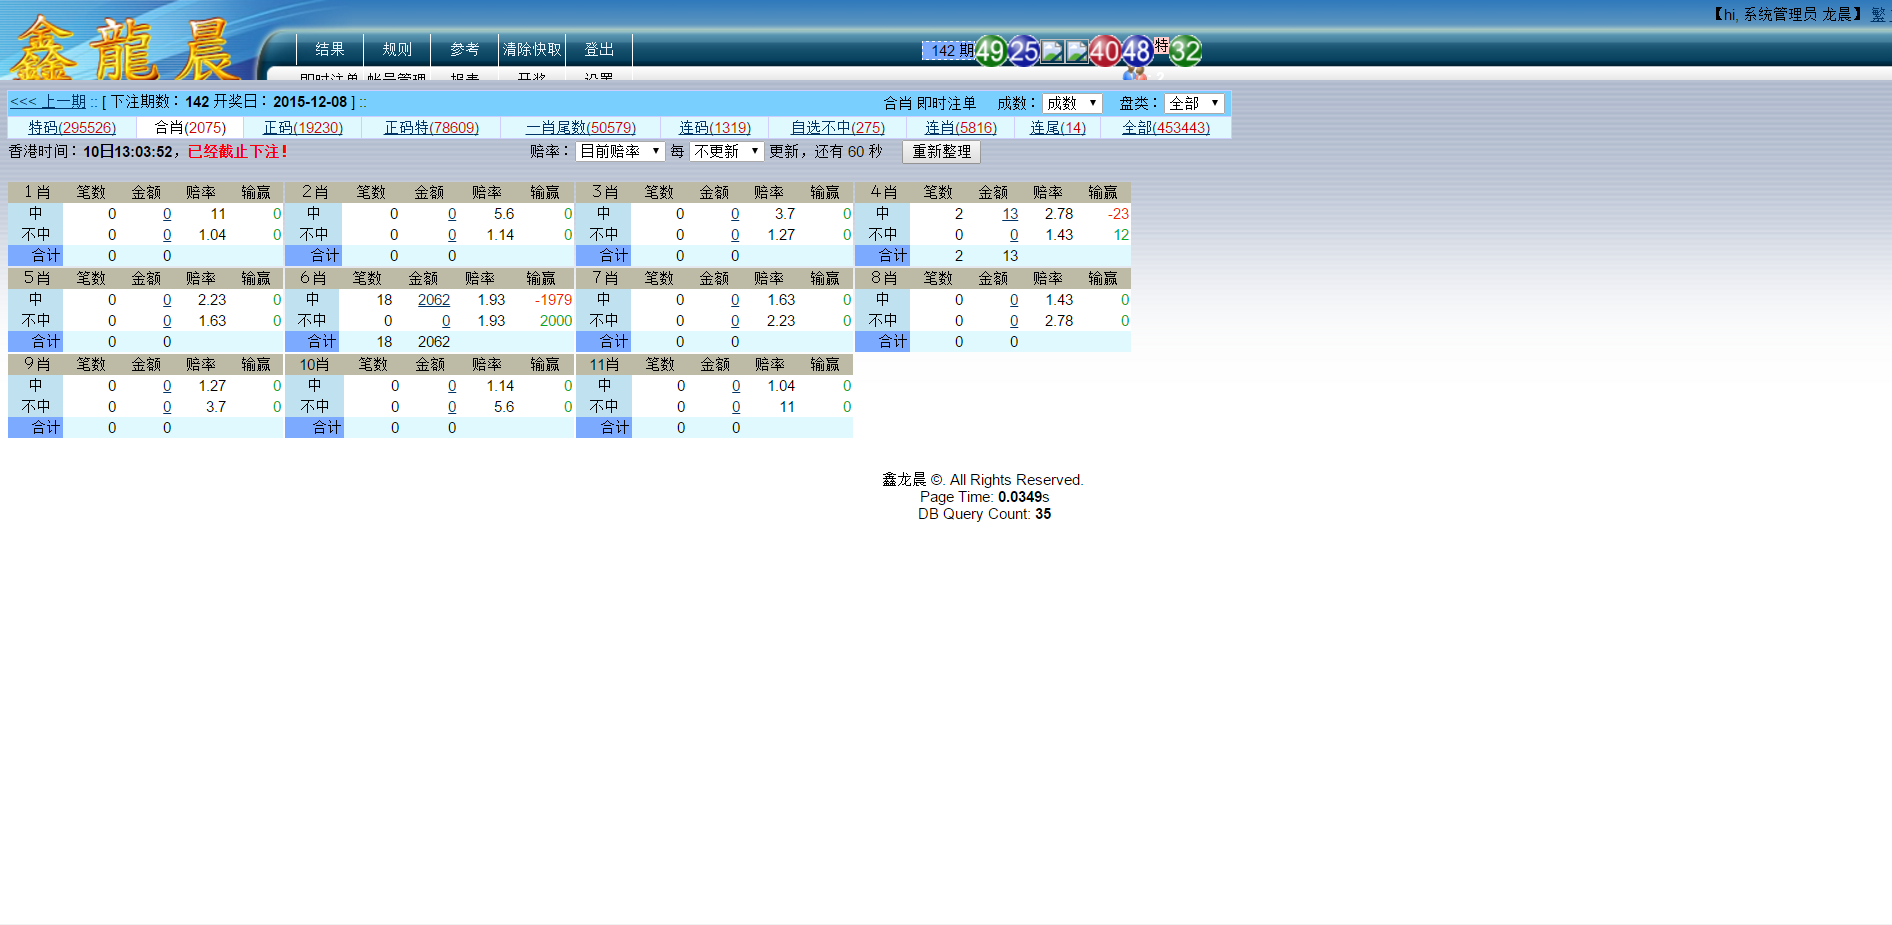 【hi, 系统管理员 龙晨】 繁
鑫龍晨
结果 规则 参考 清除快取 登出
142 期 49 25 40 48 特 32
即时注单 帐号管理 报表 开奖 设置
<<< 上一期 :: [ 下注期数：142 开奖日：2015-12-08 ] :: 合肖 即时注单 成数：成数 盘类：全部
特码(295526) 合肖(2075) 正码(19230) 正码特(78609) 一肖尾数(50579) 连码(1319) 自选不中(275) 连肖(5816) 连尾(14) 全部(453443)
香港时间：10日13:03:52，已经截止下注！ 赔率：目前赔率 每 不更新 更新，还有 60 秒 重新整理
1肖 笔数 金额 赔率 输赢 2肖 笔数 金额 赔率 输赢 3肖 笔数 金额 赔率 输赢 4肖 笔数 金额 赔率 输赢
中 0 0 11 0 中 0 0 5.6 0 中 0 0 3.7 0 中 2 13 2.78 -23
不中 0 0 1.04 0 不中 0 0 1.14 0 不中 0 0 1.27 0 不中 0 0 1.43 12
合计 0 0 合计 0 0 合计 0 0 合计 2 13
5肖 笔数 金额 赔率 输赢 6肖 笔数 金额 赔率 输赢 7肖 笔数 金额 赔率 输赢 8肖 笔数 金额 赔率 输赢
中 0 0 2.23 0 中 18 2062 1.93 -1979 中 0 0 1.63 0 中 0 0 1.43 0
不中 0 0 1.63 0 不中 0 0 1.93 2000 不中 0 0 2.23 0 不中 0 0 2.78 0
合计 0 0 合计 18 2062 合计 0 0 合计 0 0
9肖 笔数 金额 赔率 输赢 10肖 笔数 金额 赔率 输赢 11肖 笔数 金额 赔率 输赢
中 0 0 1.27 0 中 0 0 1.14 0 中 0 0 1.04 0
不中 0 0 3.7 0 不中 0 0 5.6 0 不中 0 0 11 0
合计 0 0 合计 0 0 合计 0 0
鑫龙晨 ©. All Rights Reserved.
Page Time: 0.0349s
DB Query Count: 35